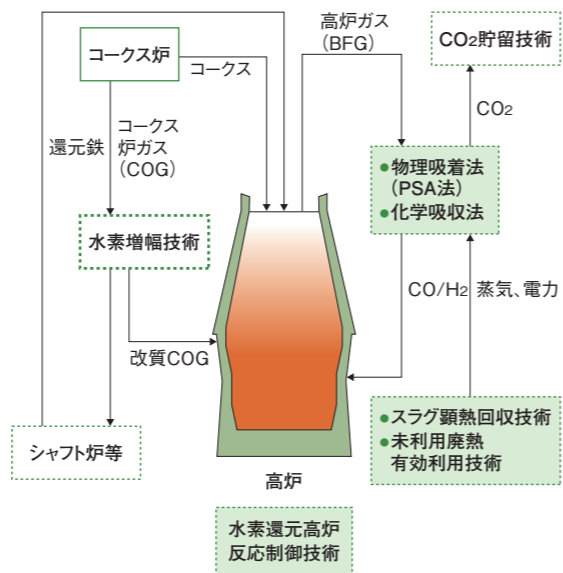 コークス炉
コークス
高炉ガス
(BFG)
CO2貯留技術
CO2
還元鉄
コークス
炉ガス
(COG)
●物理吸着法
(PSA法)
●化学吸収法
水素増幅技術
CO/H2
蒸気、電力
改質COG
シャフト炉等
●スラグ顕熱回収技術
●未利用廃熱
有効利用技術
高炉
水素還元高炉
反応制御技術